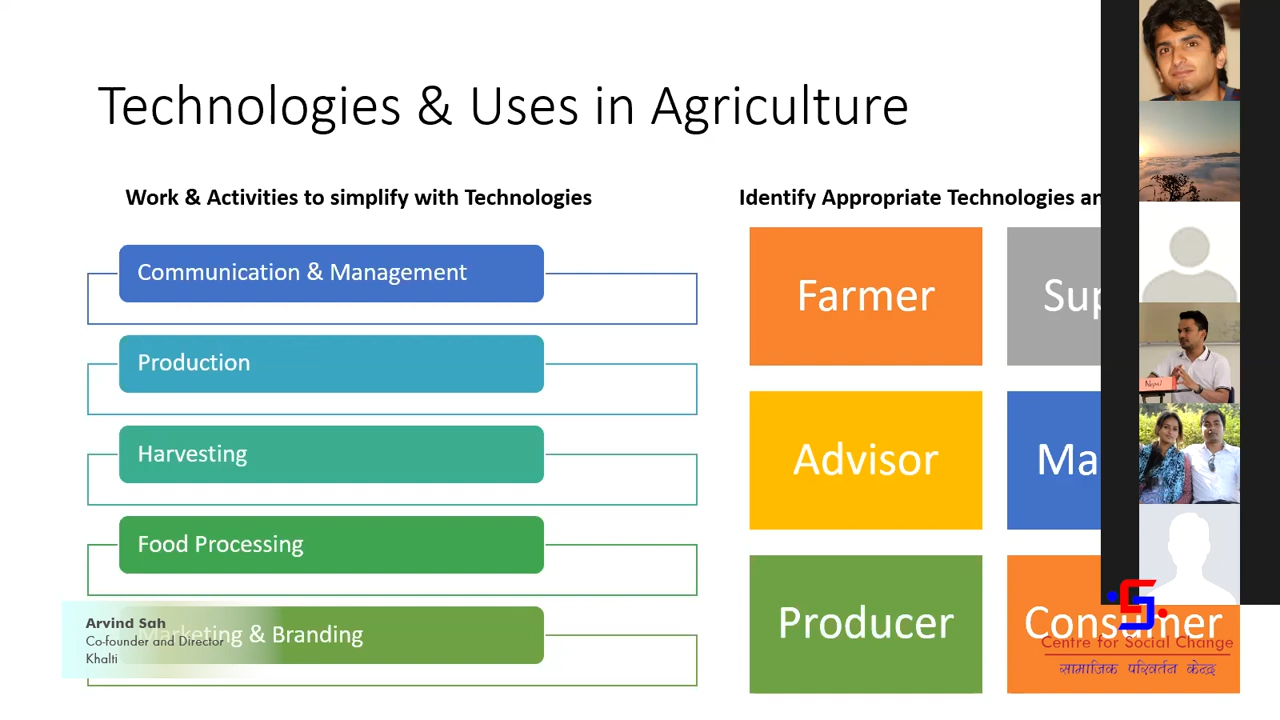 Technologies & Uses in Agriculture
Work & Activities to simplify with Technologies
Communication & Management
Production
Harvesting
Food Processing
Marketing & Branding
Identify Appropriate Technologies an
Farmer
Sup
Advisor
Ma
Producer
Consumer
Arvind Sah
Co-founder and Director
Khalti
Nepal
Centre for Social Change
सामाजिक परिवर्तन केन्द्र